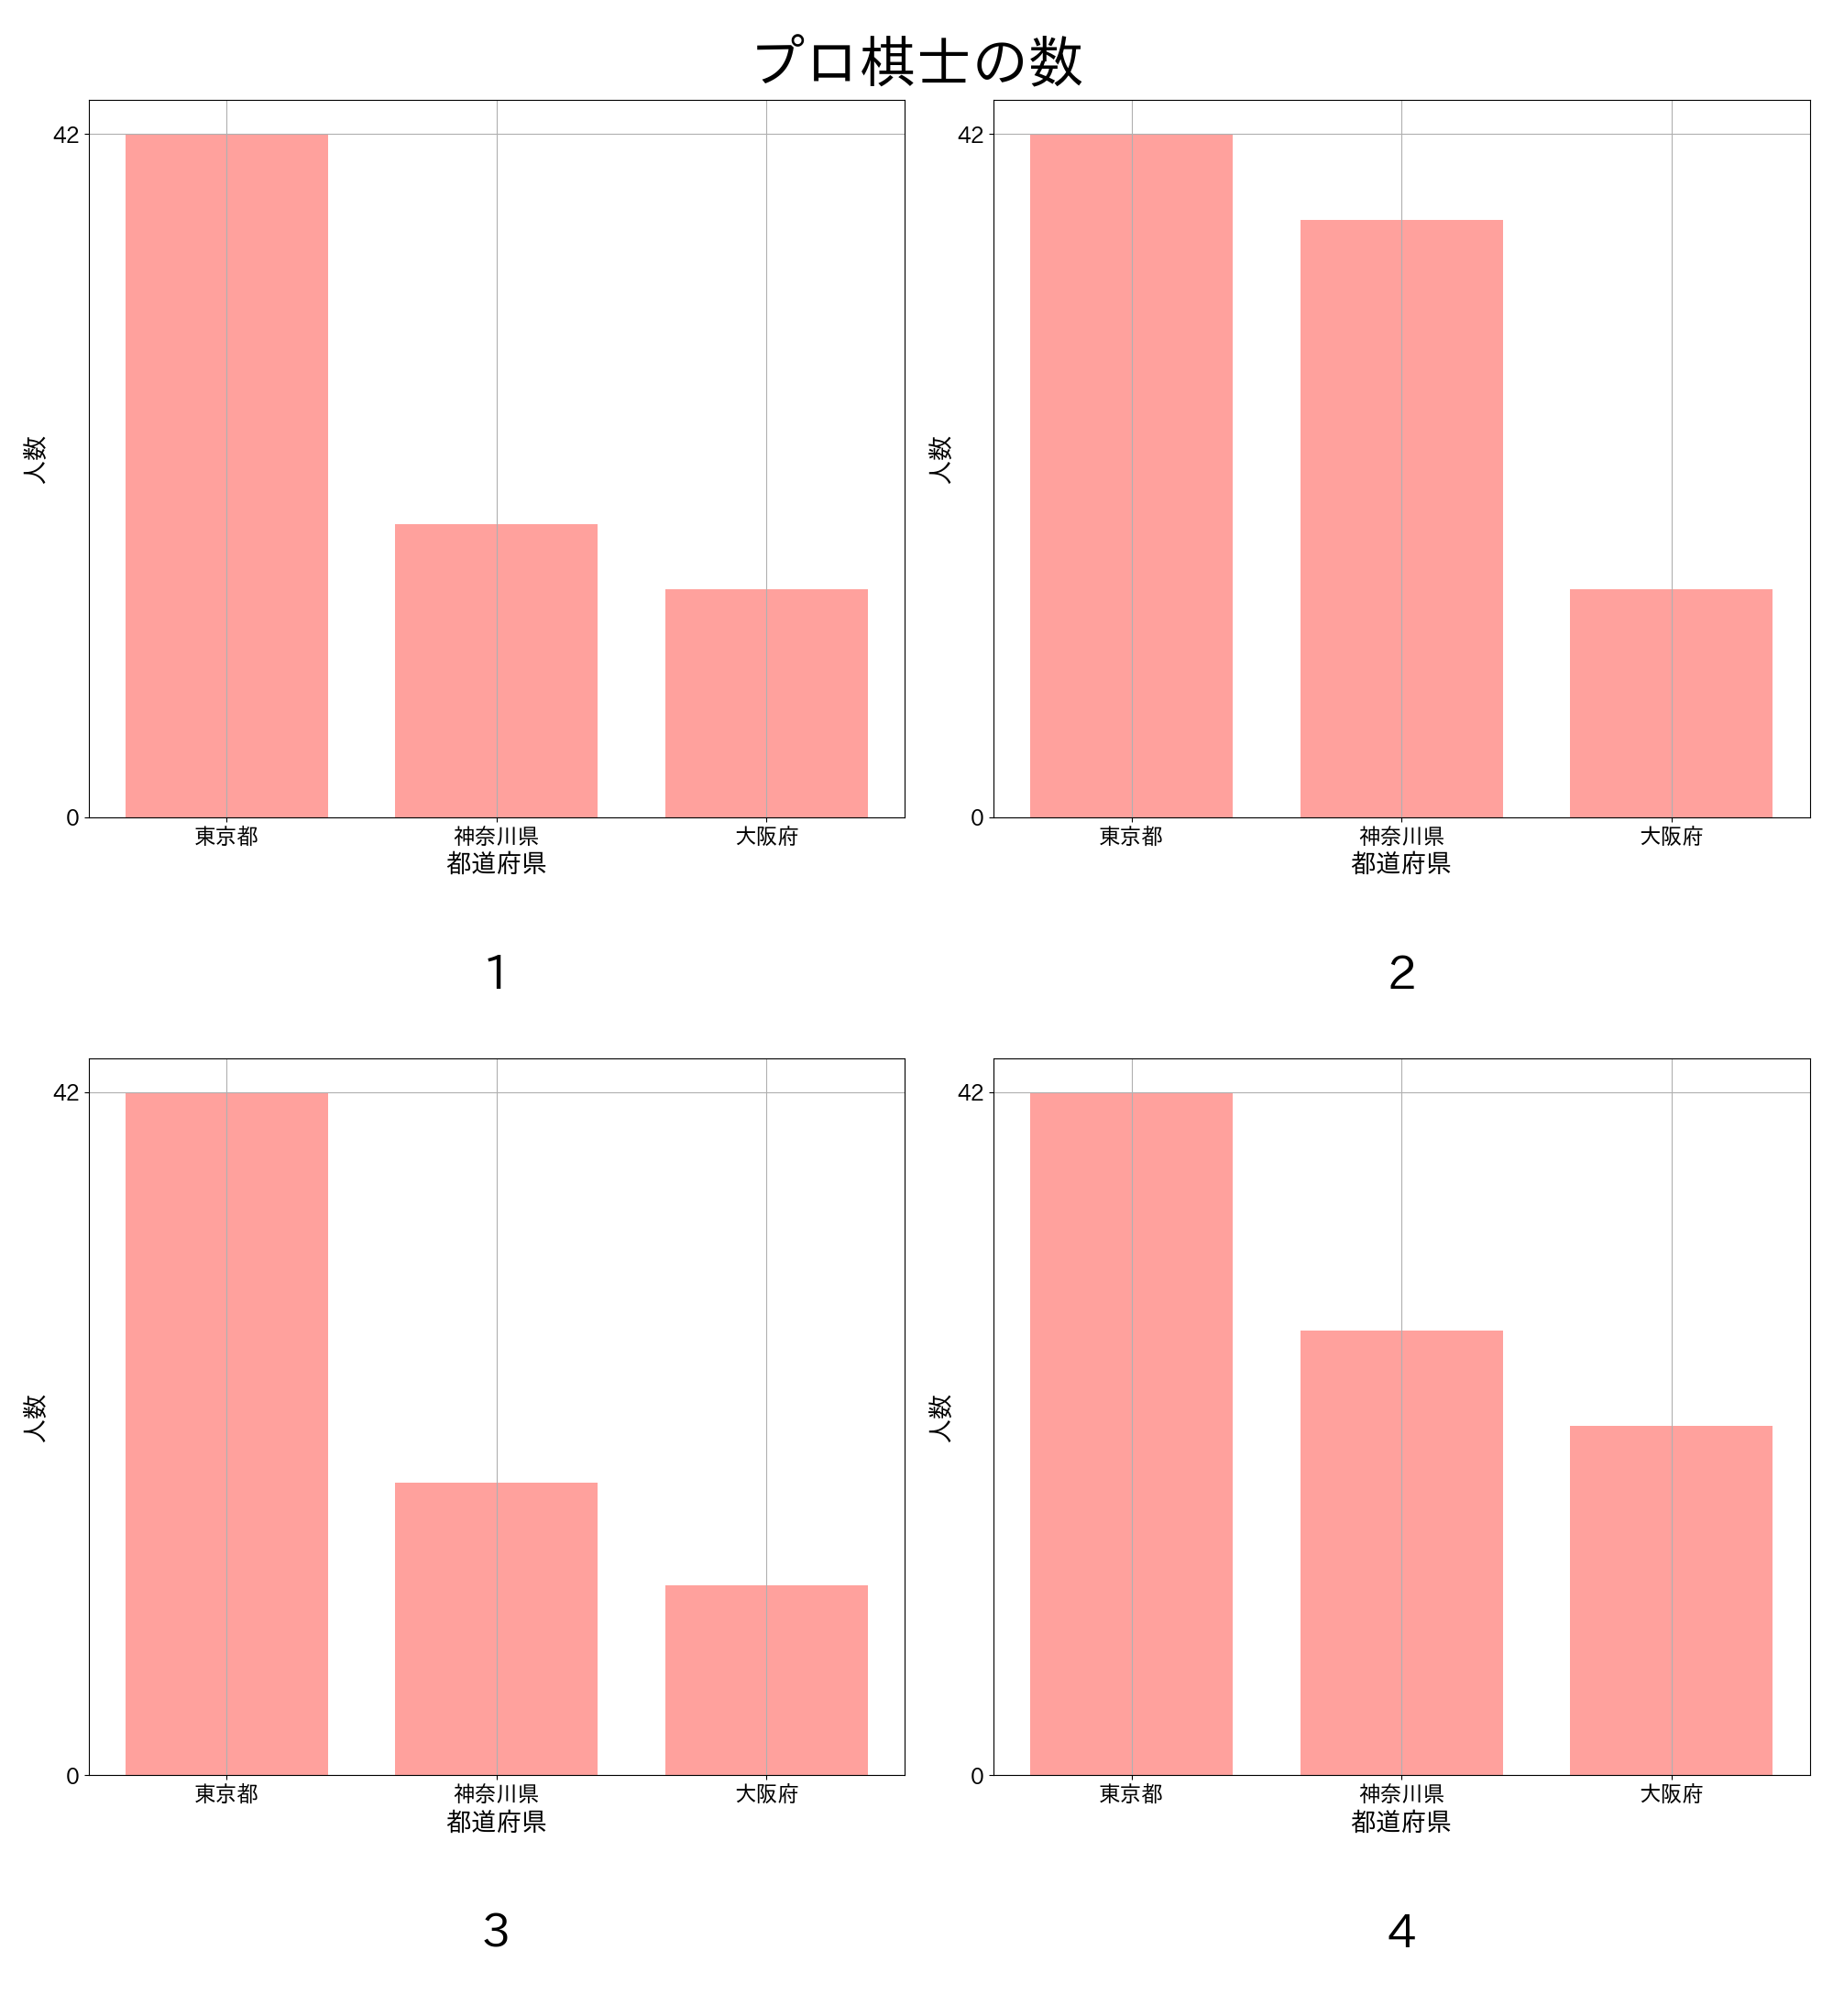 プロ棋士の数
42
人数
0
東京都 神奈川県 大阪府
都道府県
1
42
人数
0
東京都 神奈川県 大阪府
都道府県
2
42
人数
0
東京都 神奈川県 大阪府
都道府県
3
42
人数
0
東京都 神奈川県 大阪府
都道府県
4